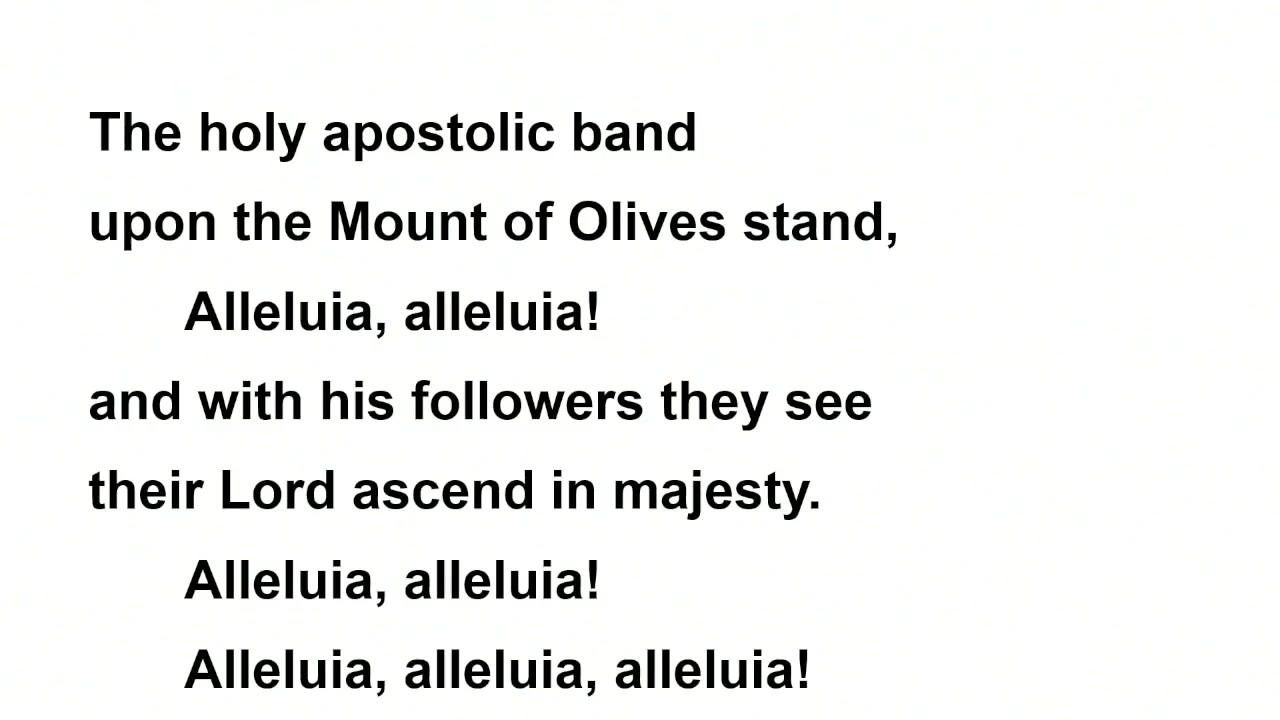 The holy apostolic band
upon the Mount of Olives stand,
Alleluia, alleluia!
and with his followers they see
their Lord ascend in majesty.
Alleluia, alleluia!
Alleluia, alleluia, alleluia!